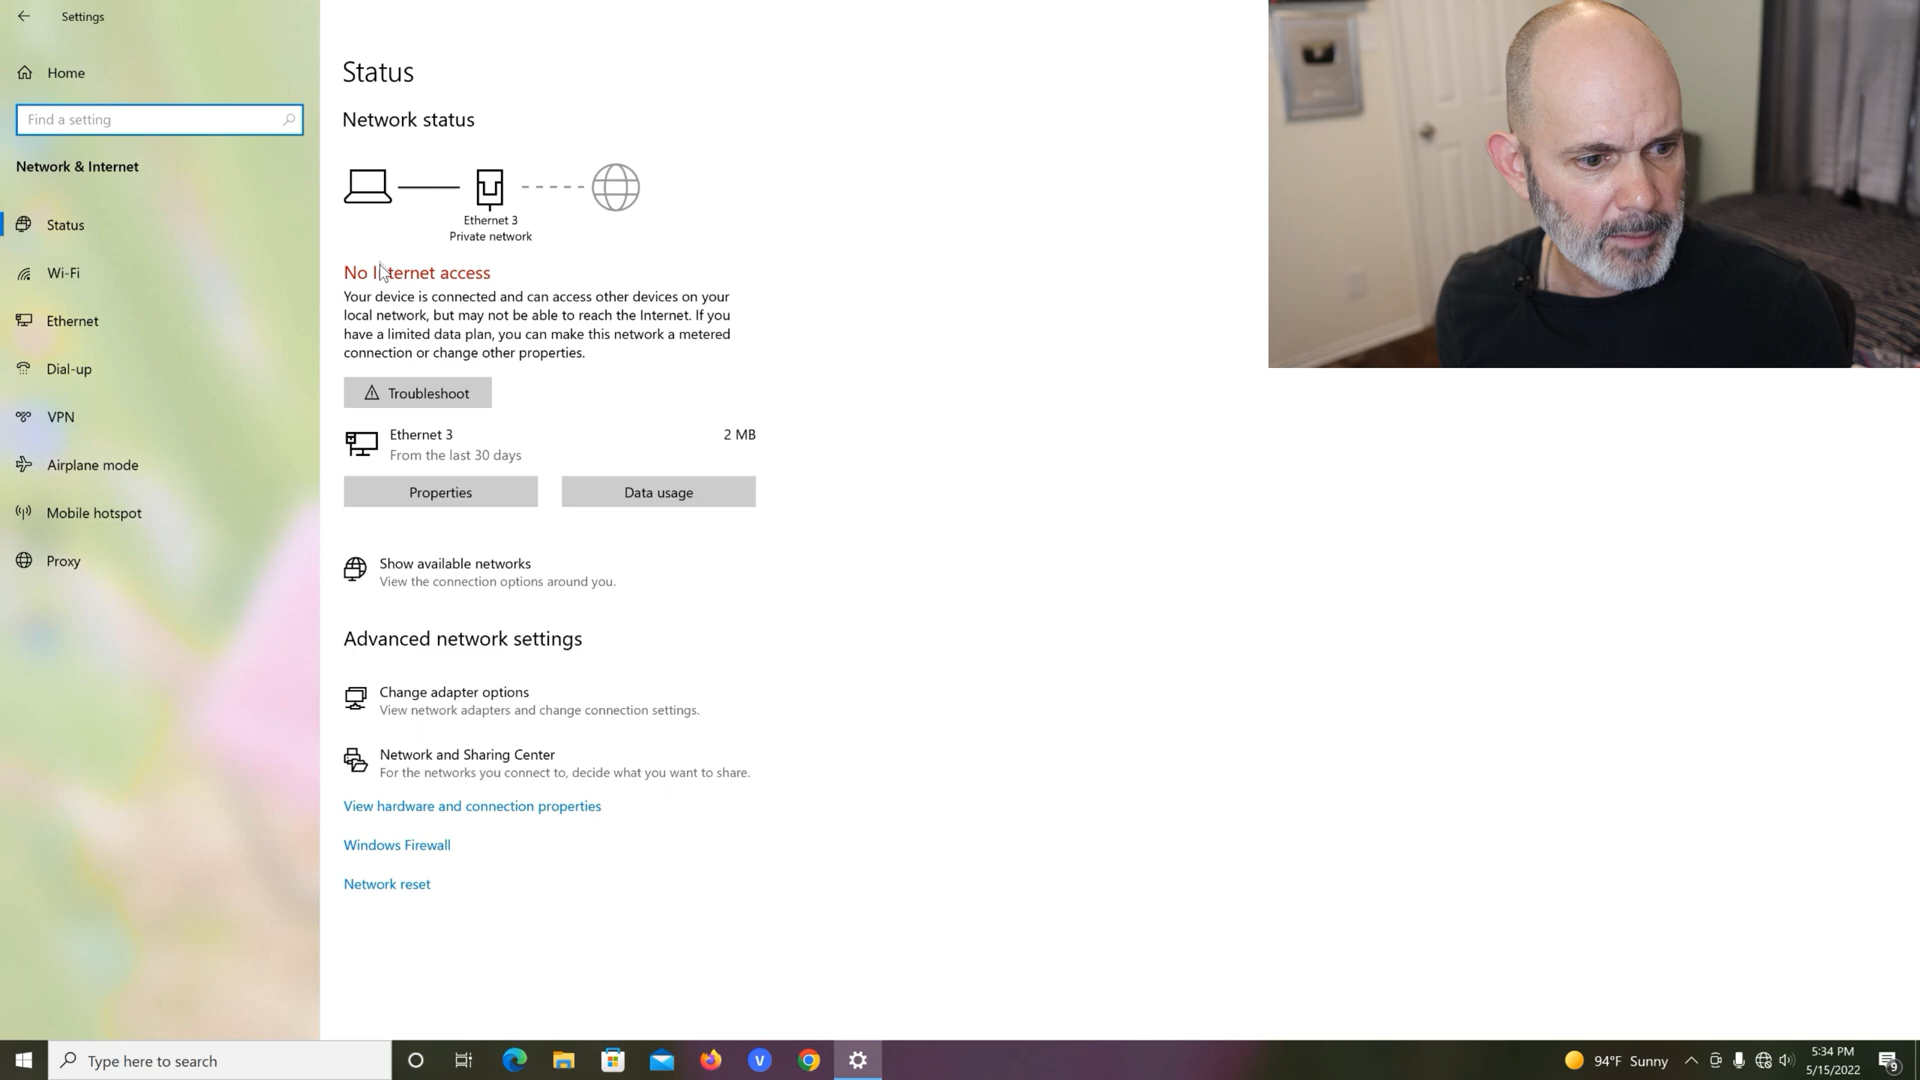 Settings
Home
Find a setting
Network & Internet
Status
Wi-Fi
Ethernet
Dial-up
VPN
Airplane mode
Mobile hotspot
Proxy
Status
Network status
Ethernet 3
Private network
No Internet access
Your device is connected and can access other devices on your
local network, but may not be able to reach the Internet. If you
have a limited data plan, you can make this network a metered
connection or change other properties.
Troubleshoot
Ethernet 3
2 MB
From the last 30 days
Properties
Data usage
Show available networks
View the connection options around you.
Advanced network settings
Change adapter options
View network adapters and change connection settings.
Network and Sharing Center
For the networks you connect to, decide what you want to share.
View hardware and connection properties
Windows Firewall
Network reset
Type here to search
V
94°F Sunny
5:34 PM
5/15/2022
9